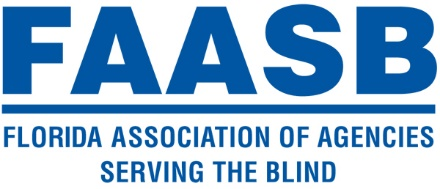 FAASB
FLORIDA ASSOCIATION OF AGENCIES
SERVING THE BLIND